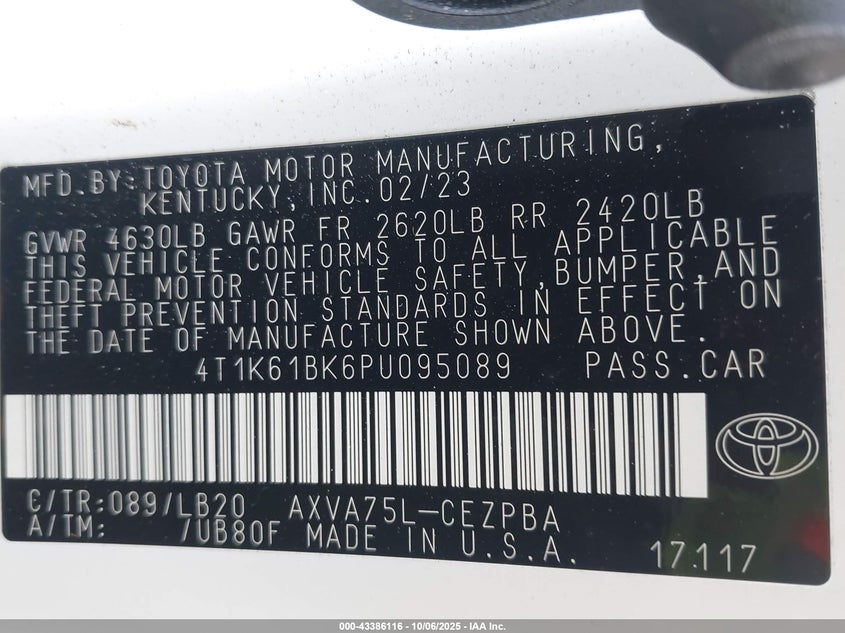 MFD.BY:TOYOTA MOTOR MANUFACTURING,
KENTUCKY,INC.02/23
GVWR 4630LB GAWR FR 2620LB RR 2420LB
THIS VEHICLE CONFORMS TO ALL APPLICABLE
FEDERAL MOTOR VEHICLE SAFETY,BUMPER,AND
THEFT PREVENTION STANDARDS IN EFFECT ON
THE DATE OF MANUFACTURE SHOWN ABOVE.
4T1K61BK6PU095089 PASS.CAR
C/TR:089/LB20 AXVA75L-CEZPBA
A/TM: 7UB80F MADE IN U.S.A. 17.117
000-43386116 - 10/06/2025 - IAA Inc.